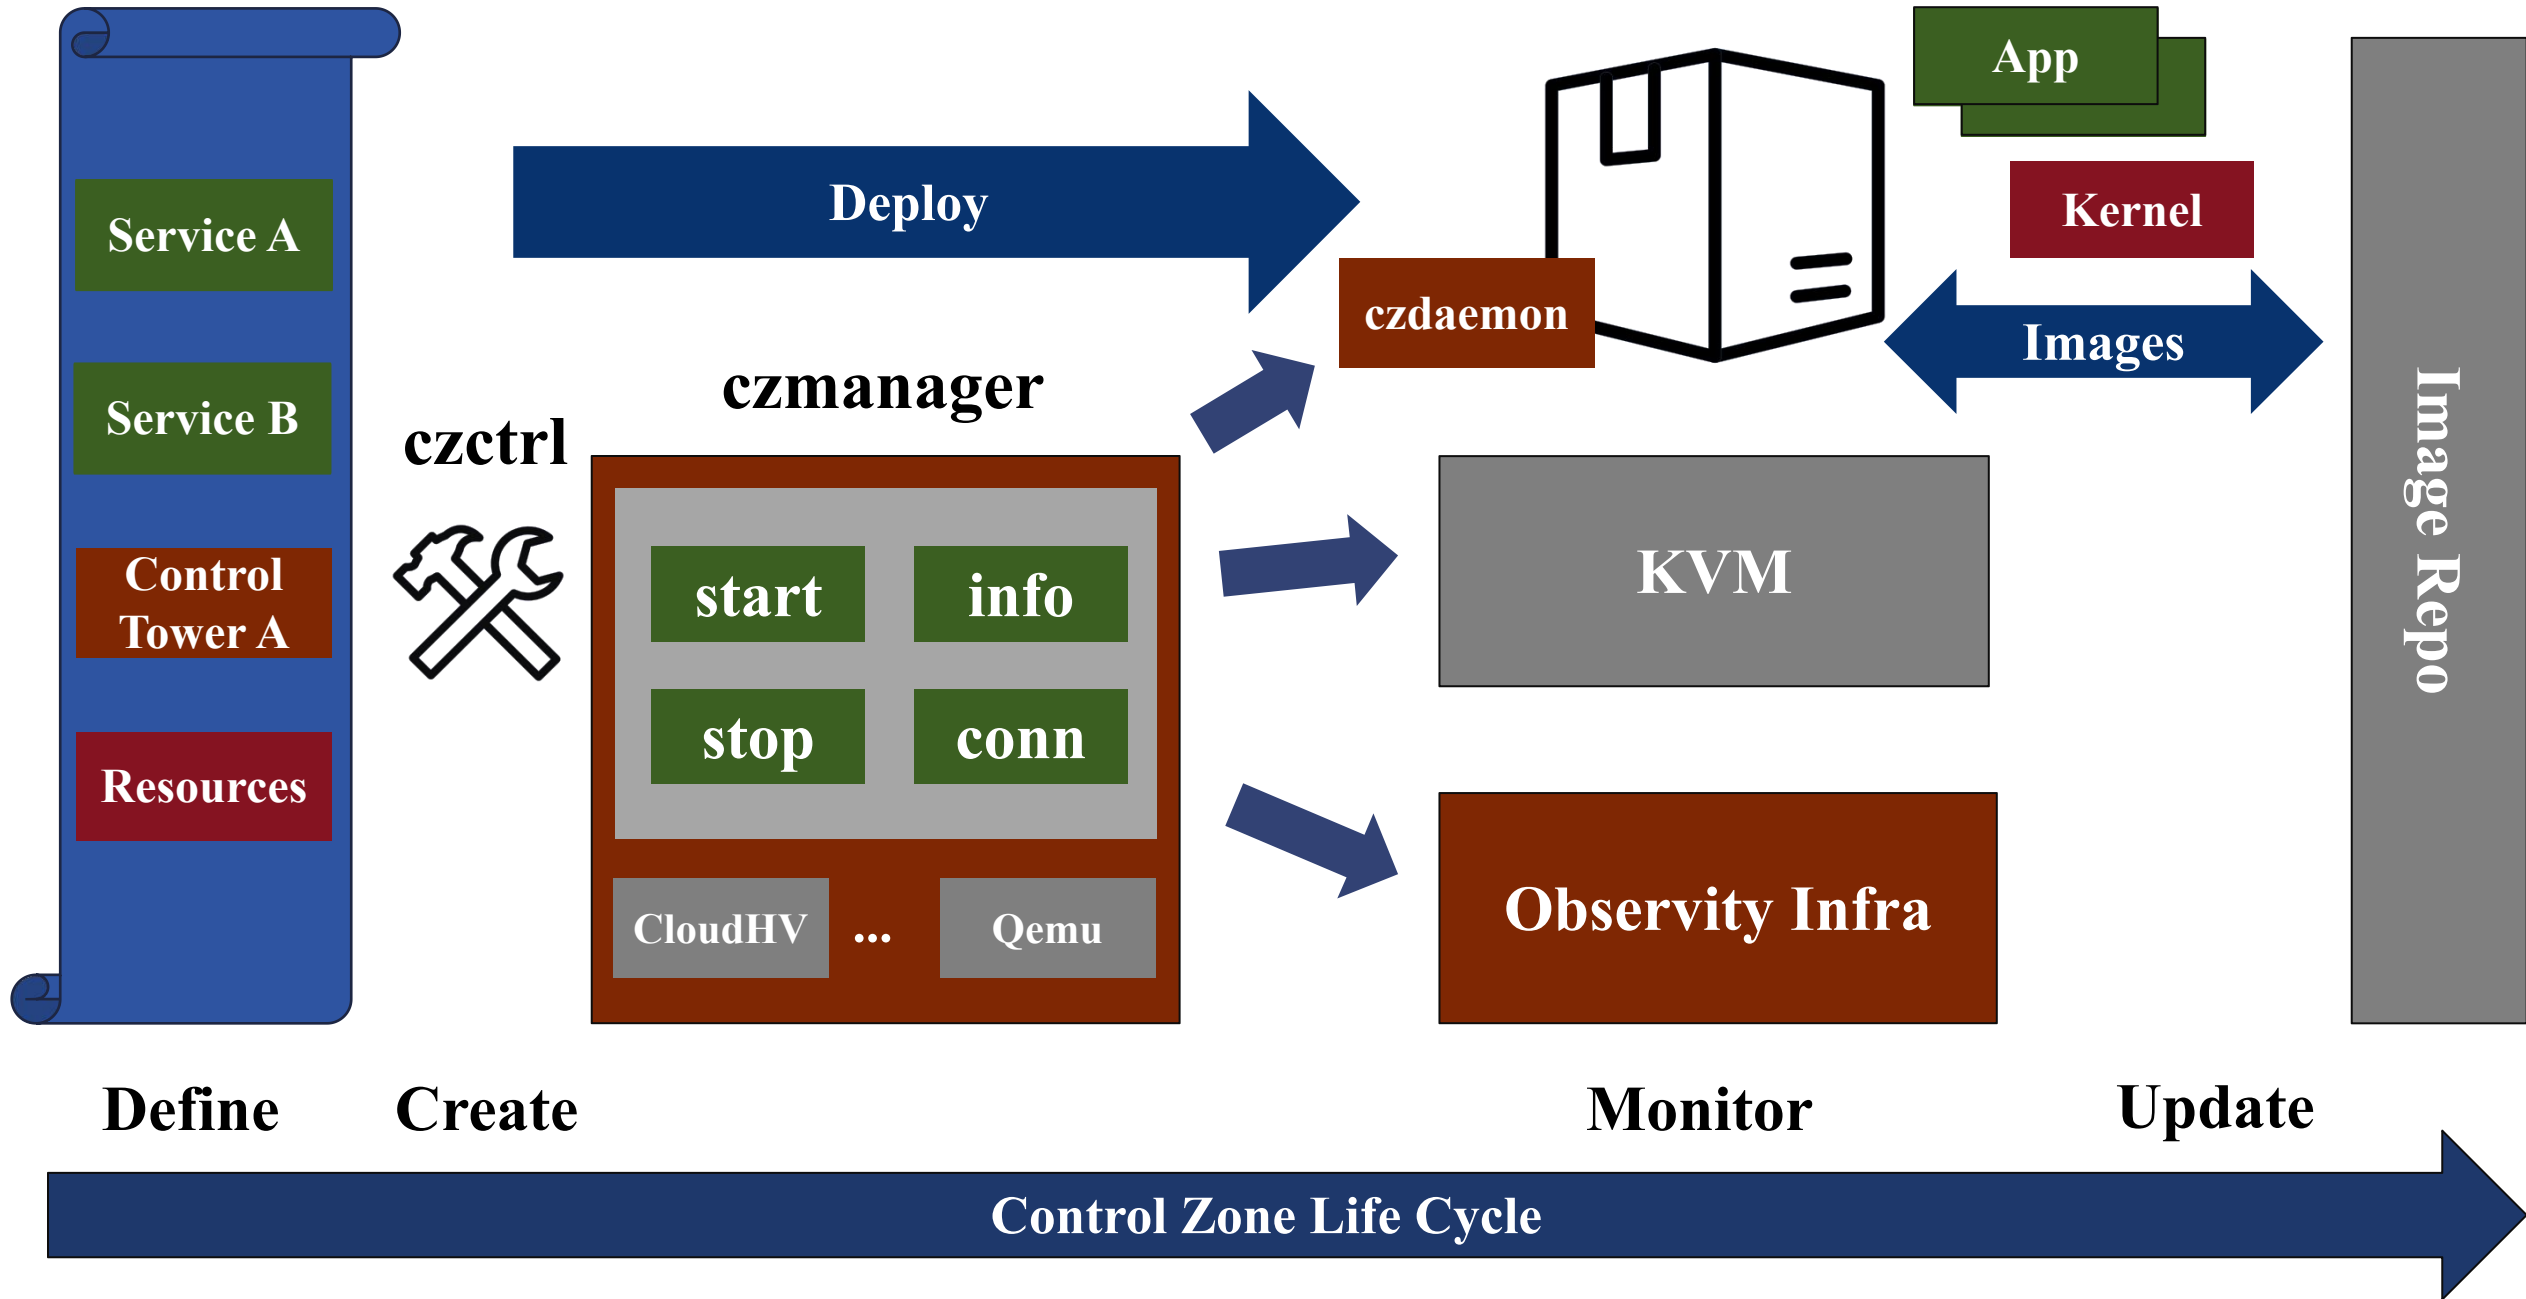 Service A
Service B
Control
Tower A
Resources
czctrl
Deploy
czmanager
start
info
stop
conn
CloudHV
...
Qemu
czdaemon
App
Kernel
Images
KVM
Observity Infra
Image Repo
Define
Create
Monitor
Update
Control Zone Life Cycle